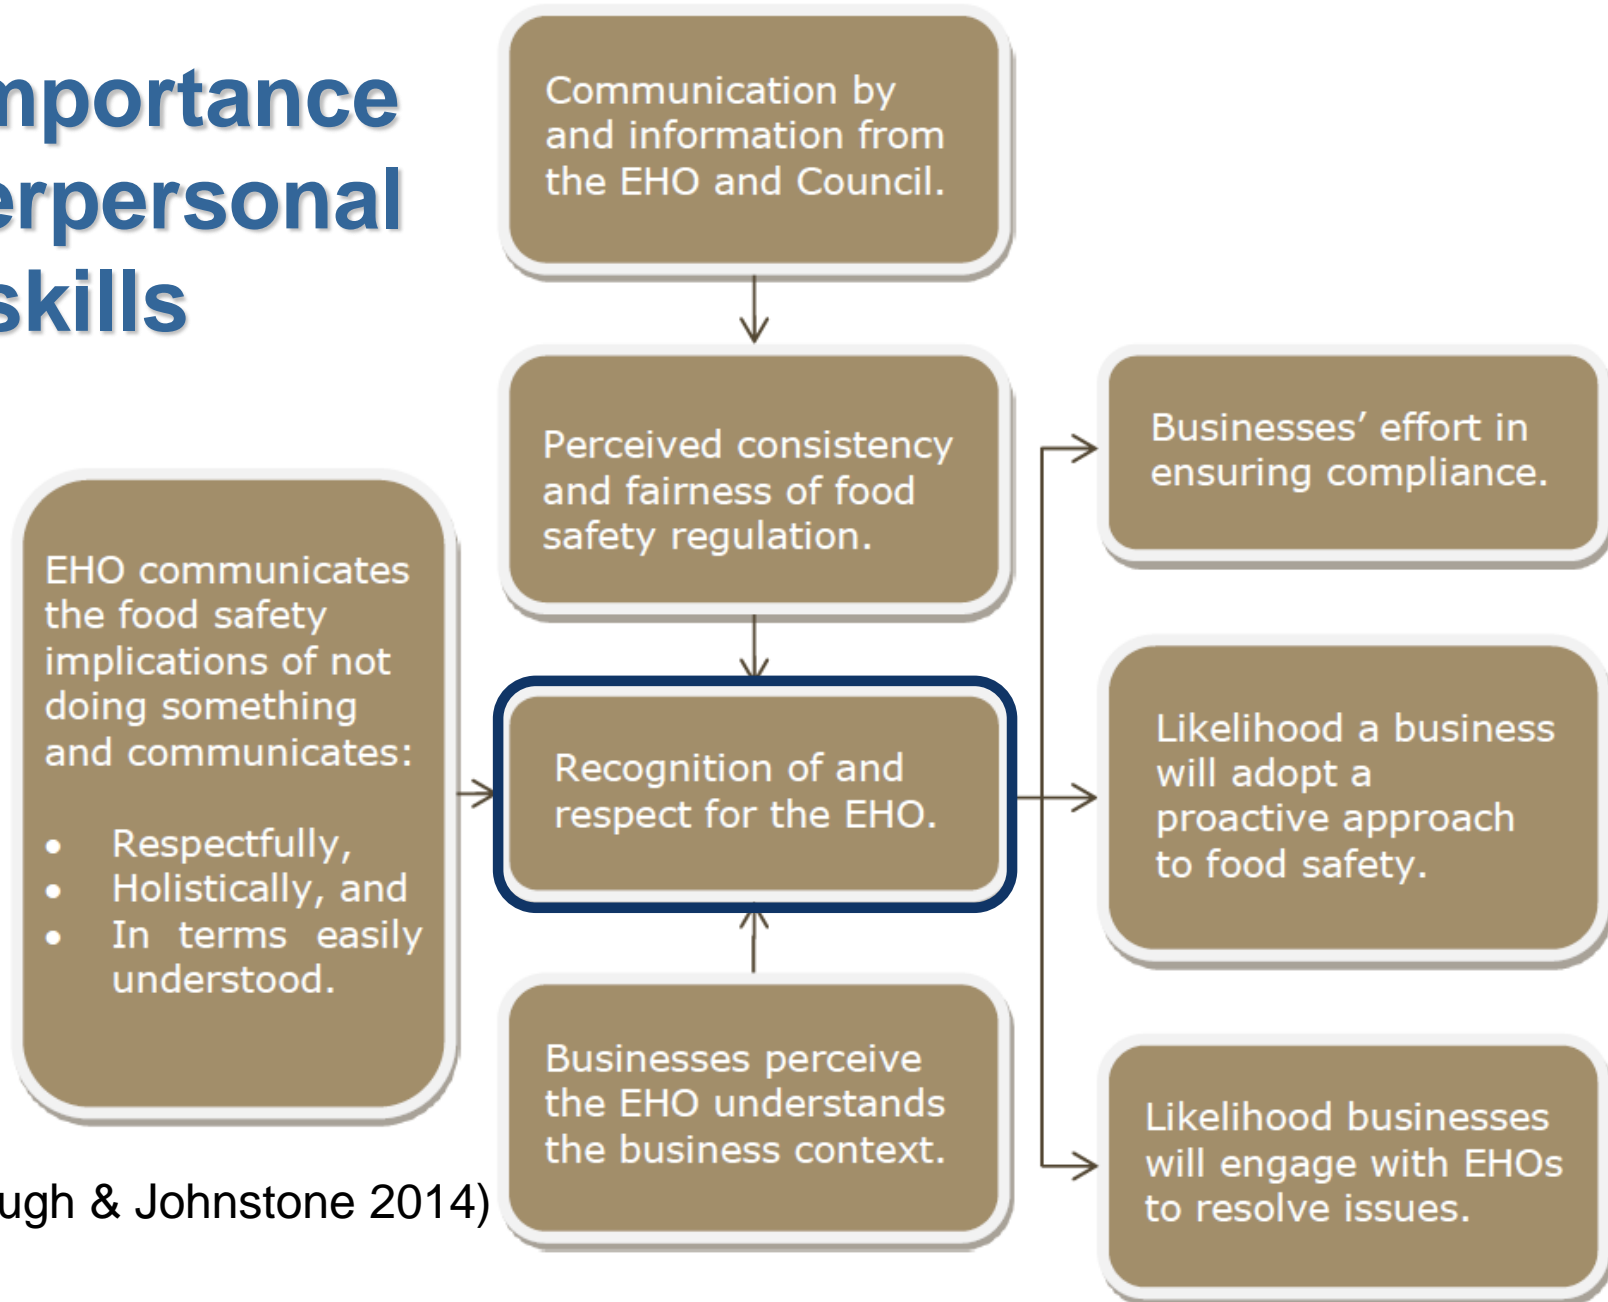 mportance
erpersonal
skills
Communication by
and information from
the EHO and Council.
Perceived consistency
and fairness of food
safety regulation.
EHO communicates
the food safety
implications of not
doing something
and communicates:
• Respectfully,
• Holistically, and
• In terms easily
understood.
Recognition of and
respect for the EHO.
Businesses perceive
the EHO understands
the business context.
Businesses’ effort in
ensuring compliance.
Likelihood a business
will adopt a
proactive approach
to food safety.
Likelihood businesses
will engage with EHOs
to resolve issues.
ugh & Johnstone 2014)